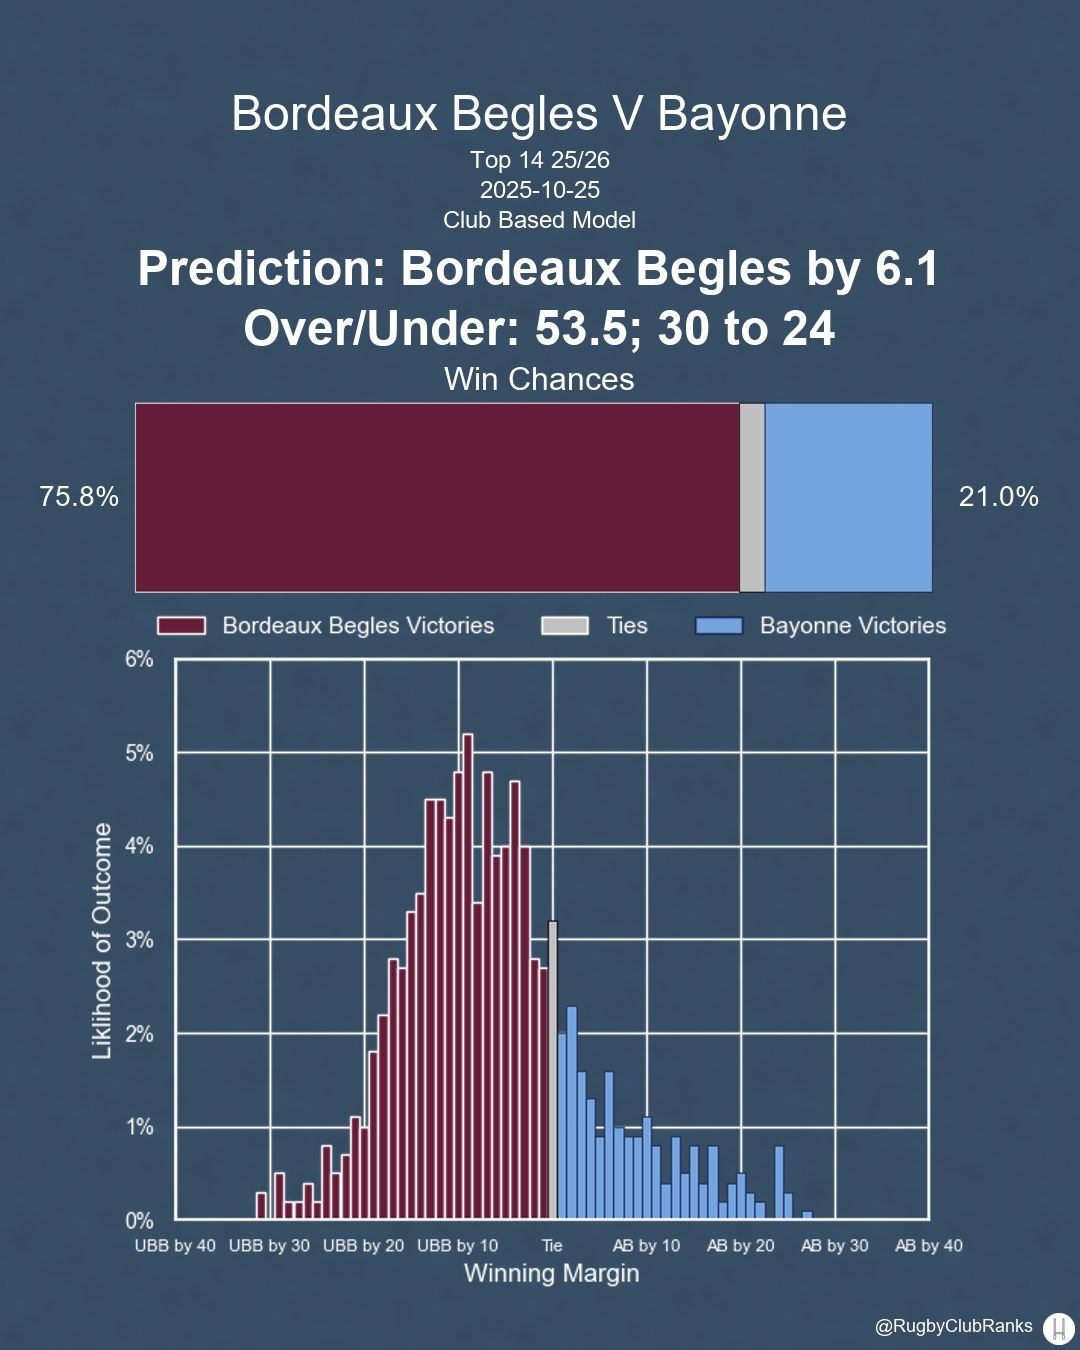 Bordeaux Begles V Bayonne
Top 14 25/26
2025-10-25
Club Based Model
Prediction: Bordeaux Begles by 6.1
Over/Under: 53.5; 30 to 24
Win Chances
75.8%
21.0%
Bordeaux Begles Victories Ties Bayonne Victories
6%
5%
4%
3%
2%
1%
0%
Liklihood of Outcome
UBB by 40 UBB by 30 UBB by 20 UBB by 10 Tie AB by 10 AB by 20 AB by 30 AB by 40
Winning Margin
@RugbyClubRanks